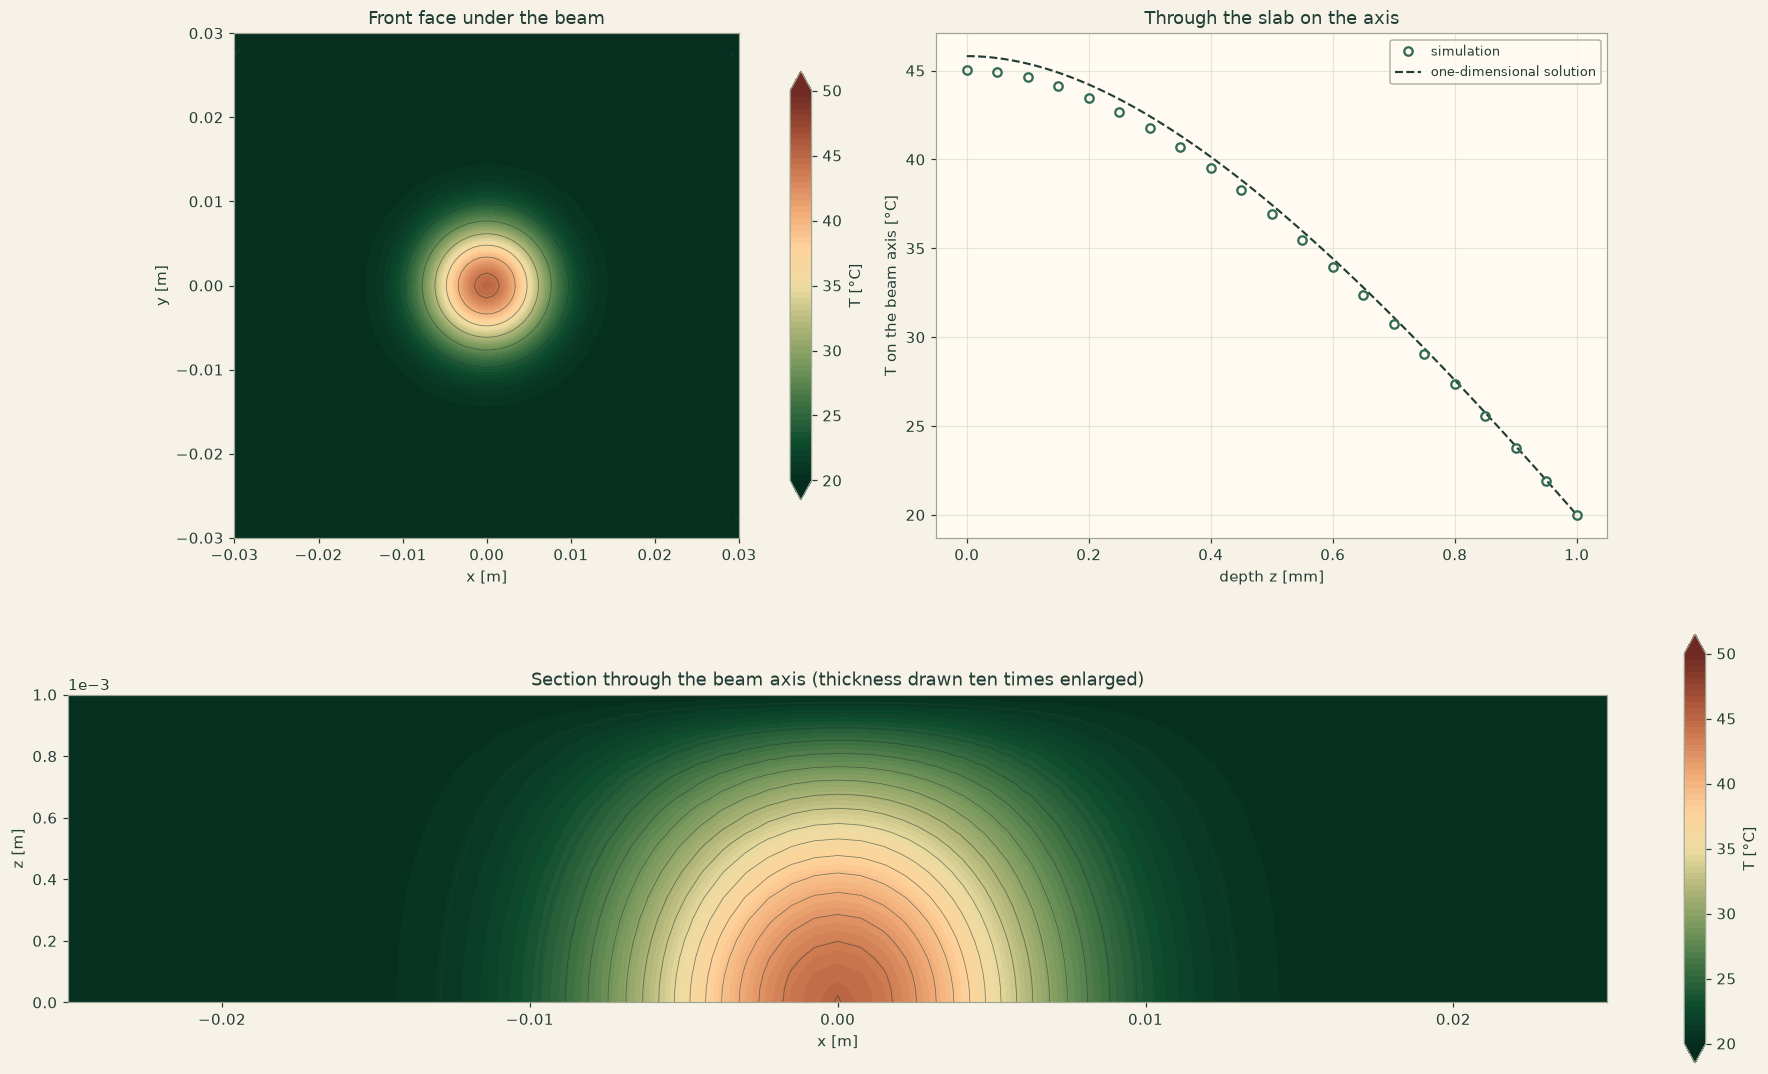 Front face under the beam
0.03
0.02
0.01
0.00
−0.01
−0.02
−0.03
y [m]
−0.03 −0.02 −0.01 0.00 0.01 0.02 0.03
x [m]
50
45
40
35
30
25
20
T [°C]
Through the slab on the axis
simulation
one-dimensional solution
45
40
35
30
25
20
T on the beam axis [°C]
0.0 0.2 0.4 0.6 0.8 1.0
depth z [mm]
Section through the beam axis (thickness drawn ten times enlarged)
1e−3
1.0
0.8
0.6
0.4
0.2
0.0
z [m]
−0.02 −0.01 0.00 0.01 0.02
x [m]
50
45
40
35
30
25
20
T [°C]